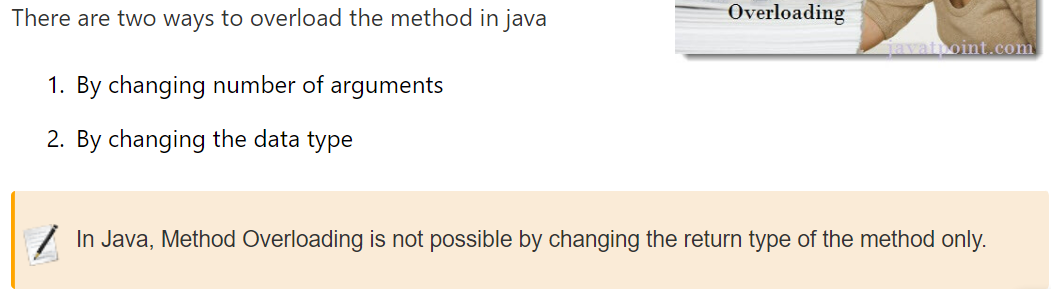 There are two ways to overload the method in java
Overloading
javatpoint.com
1. By changing number of arguments
2. By changing the data type
In Java, Method Overloading is not possible by changing the return type of the method only.